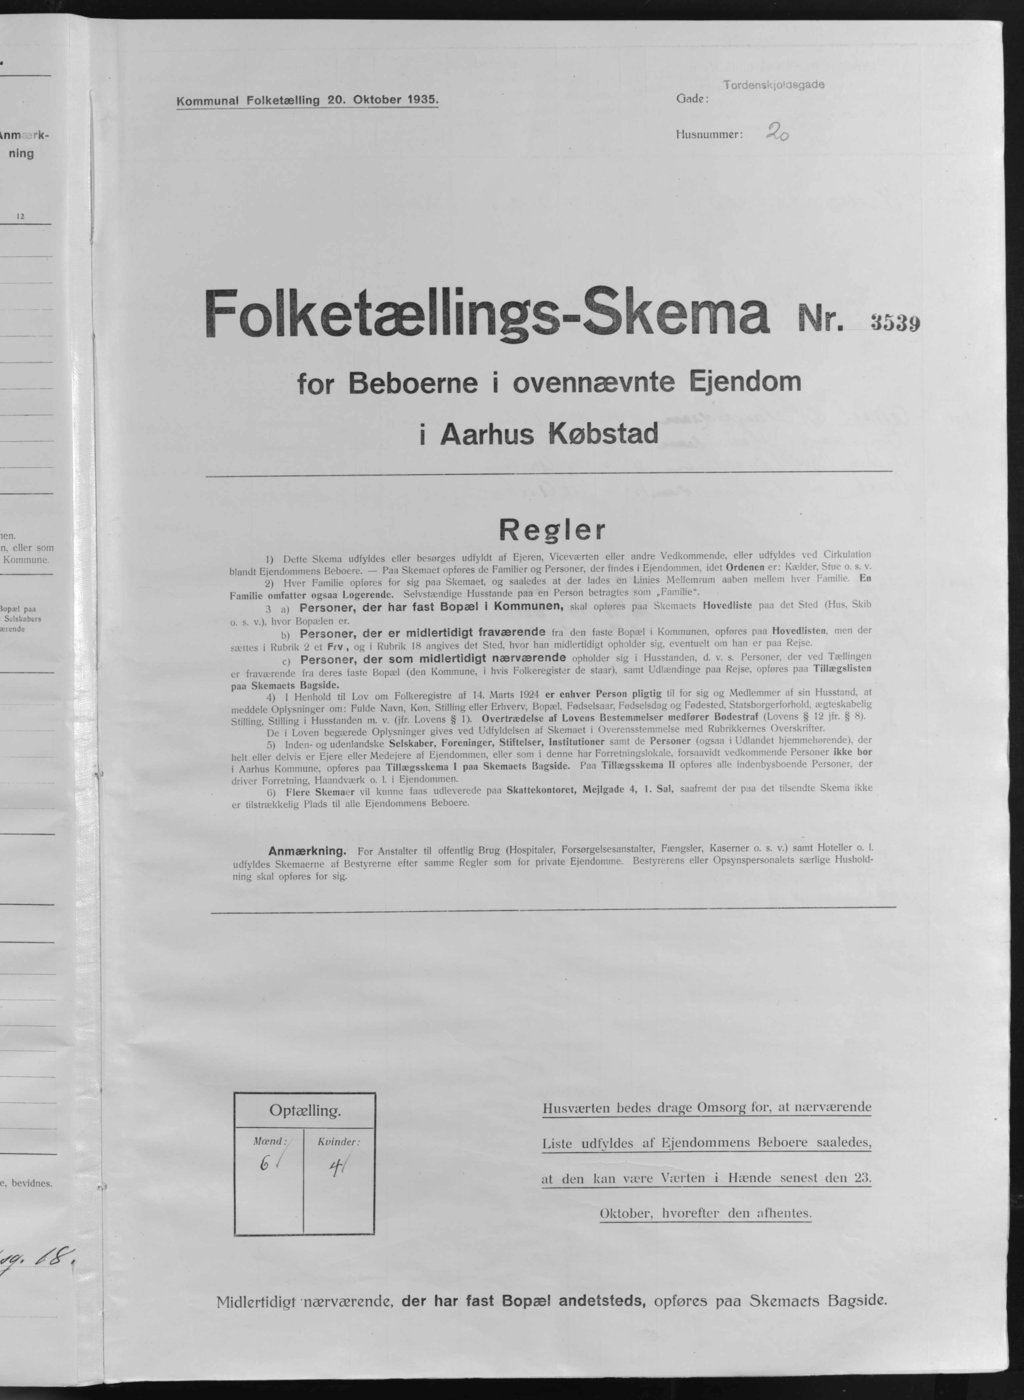 Anmærk-
ning
12
en, eller som
Kommune.
Bopæl paa
Selskabers
ærende
e, bevidnes.
18.
Kommunal Folketælling 20. Oktober 1935.
Gade: Tordenskjoldsgade
Husnummer: 20
Folketællings-Skema Nr. 3539
for Beboerne i ovennævnte Ejendom
i Aarhus Købstad
Regler
1) Dette Skema udfyldes eller besørges udfyldt af Ejeren, Viceværten eller andre Vedkommende, eller udfyldes ved Cirkulation
blandt Ejendommens Beboere. — Paa Skemaet opføres de Familier og Personer, der findes i Ejendommen, idet Ordenen er: Kælder, Stue o. s. v.
2) Hver Familie opføres for sig paa Skemaet, og saaledes at der lades en Linies Mellemrum aaben mellem hver Familie. En
Familie omfatter ogsaa Logerende. Selvstændige Husstande paa en Person betragtes som „Familie“.
3 a) Personer, der har fast Bopæl i Kommunen, skal opføres paa Skemaets Hovedliste paa det Sted (Hus, Skib
o. s. v.), hvor Bopælen er.
b) Personer, der er midlertidigt fraværende fra den faste Bopæl i Kommunen, opføres paa Hovedlisten, men der
sættes i Rubrik 2 et Frv., og i Rubrik 18 angives det Sted, hvor han midlertidigt opholder sig, eventuelt om han er paa Rejse.
c) Personer, der som midlertidigt nærværende opholder sig i Husstanden, d. v. s. Personer, der ved Tællingen
er fraværende fra deres faste Bopæl (den Kommune, i hvis Folkeregister de staar), samt Udlændinge paa Rejse, opføres paa Tillægslisten
paa Skemaets Bagside.
4) I Henhold til Lov om Folkeregistre af 14. Marts 1924 er enhver Person pligtig til for sig og Medlemmer af sin Husstand, at
meddele Oplysninger om: Fulde Navn, Køn, Stilling eller Erhverv, Bopæl, Fødselsaar, Fødselsdag og Fødested, Statsborgerforhold, ægteskabelig
Stilling, Stilling i Husstanden m. v. (jfr. Lovens § 1). Overtrædelse af Lovens Bestemmelser medfører Bødestraf (Lovens § 12 jfr. § 8).
De i Loven begærede Oplysninger gives ved Udfyldelsen af Skemaet i Overensstemmelse med Rubrikkernes Overskrifter.
5) Inden- og udenlandske Selskaber, Foreninger, Stiftelser, Institutioner samt de Personer (ogsaa i Udlandet hjemmehørende), der
helt eller delvis er Ejere eller Medejere af Ejendommen, eller som i denne har Forretningslokale, forsaavidt vedkommende Personer ikke bor
i Aarhus Kommune, opføres paa Tillægsskema I paa Skemaets Bagside. Paa Tillægsskema II opføres alle indenbysboende Personer, der
driver Forretning, Haandværk o. l. i Ejendommen.
6) Flere Skemaer vil kunne faas udleverede paa Skattekontoret, Mejlgade 4, 1. Sal, saafremt der paa det tilsendte Skema ikke
er tilstrækkelig Plads til alle Ejendommens Beboere.
Anmærkning. For Anstalter til offentlig Brug (Hospitaler, Forsørgelsesanstalter, Fængsler, Kaserner o. s. v.) samt Hoteller o. l.
udfyldes Skemaerne af Bestyrerne efter samme Regler som for private Ejendomme. Bestyrerens eller Opsynspersonalets særlige Hushold-
ning skal opføres for sig.
Optælling.
Mænd: Kvinder:
6 4
Husværten bedes drage Omsorg for, at nærværende
Liste udfyldes af Ejendommens Beboere saaledes,
at den kan være Værten i Hænde senest den 23.
Oktober, hvorefter den afhentes.
Midlertidigt nærværende, der har fast Bopæl andetsteds, opføres paa Skemaets Bagside.